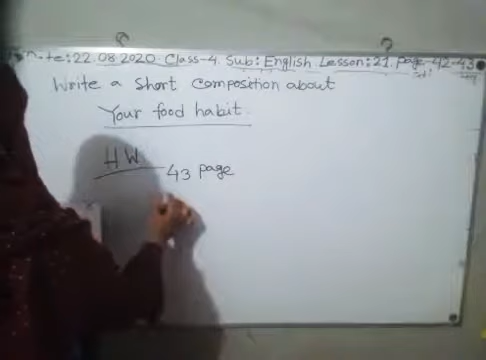 Date:22.08.2020 Class-4 Sub: English Lesson:21 page-42-43
Write a short composition about
Your food habit.
HW
43 page